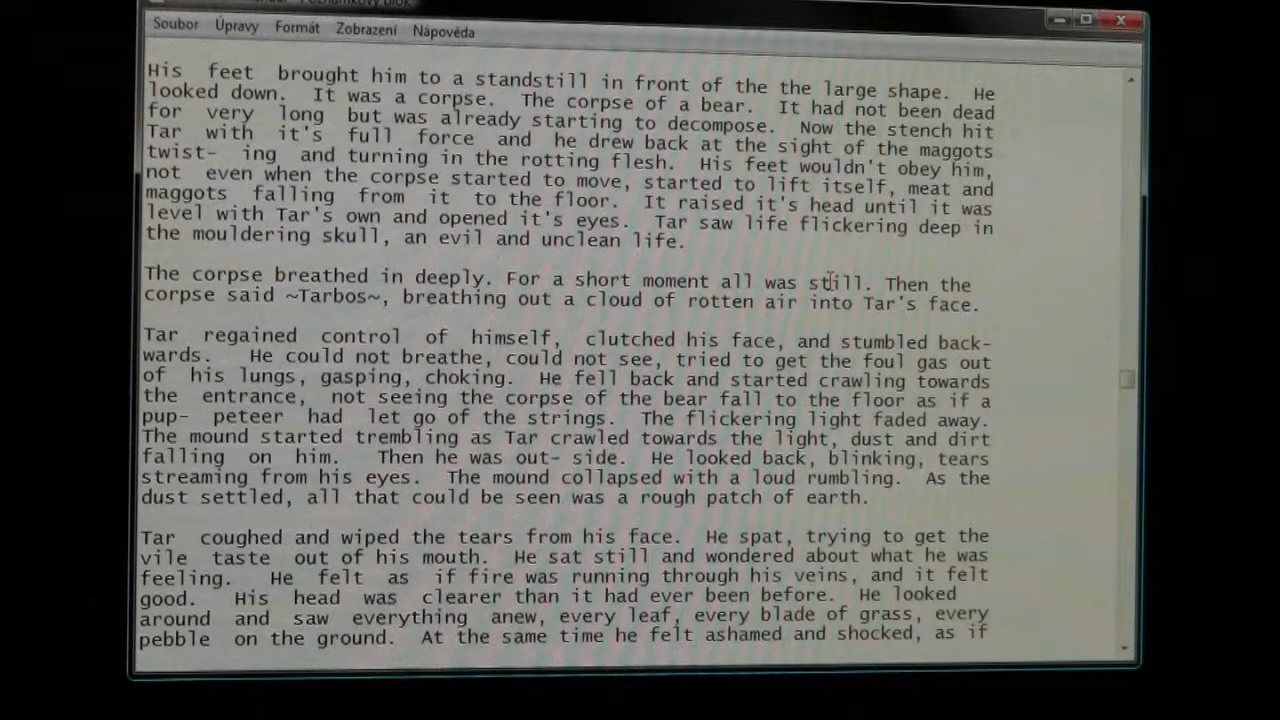 Poznámkový blok
Soubor Úpravy Formát Zobrazení Nápověda
His feet brought him to a standstill in front of the the large shape. He
looked down. It was a corpse. The corpse of a bear. It had not been dead
for very long but was already starting to decompose. Now the stench hit
Tar with it's full force and he drew back at the sight of the maggots
twist- ing and turning in the rotting flesh. His feet wouldn't obey him,
not even when the corpse started to move, started to lift itself, meat and
maggots falling from it to the floor. It raised it's head until it was
level with Tar's own and opened it's eyes. Tar saw life flickering deep in
the mouldering skull, an evil and unclean life.
The corpse breathed in deeply. For a short moment all was still. Then the
corpse said ~Tarbos~, breathing out a cloud of rotten air into Tar's face.
Tar regained control of himself, clutched his face, and stumbled back-
wards. He could not breathe, could not see, tried to get the foul gas out
of his lungs, gasping, choking. He fell back and started crawling towards
the entrance, not seeing the corpse of the bear fall to the floor as if a
pup- peteer had let go of the strings. The flickering light faded away.
The mound started trembling as Tar crawled towards the light, dust and dirt
falling on him. Then he was out- side. He looked back, blinking, tears
streaming from his eyes. The mound collapsed with a loud rumbling. As the
dust settled, all that could be seen was a rough patch of earth.
Tar coughed and wiped the tears from his face. He spat, trying to get the
vile taste out of his mouth. He sat still and wondered about what he was
feeling. He felt as if fire was running through his veins, and it felt
good. His head was clearer than it had ever been before. He looked
around and saw everything anew, every leaf, every blade of grass, every
pebble on the ground. At the same time he felt ashamed and shocked, as if